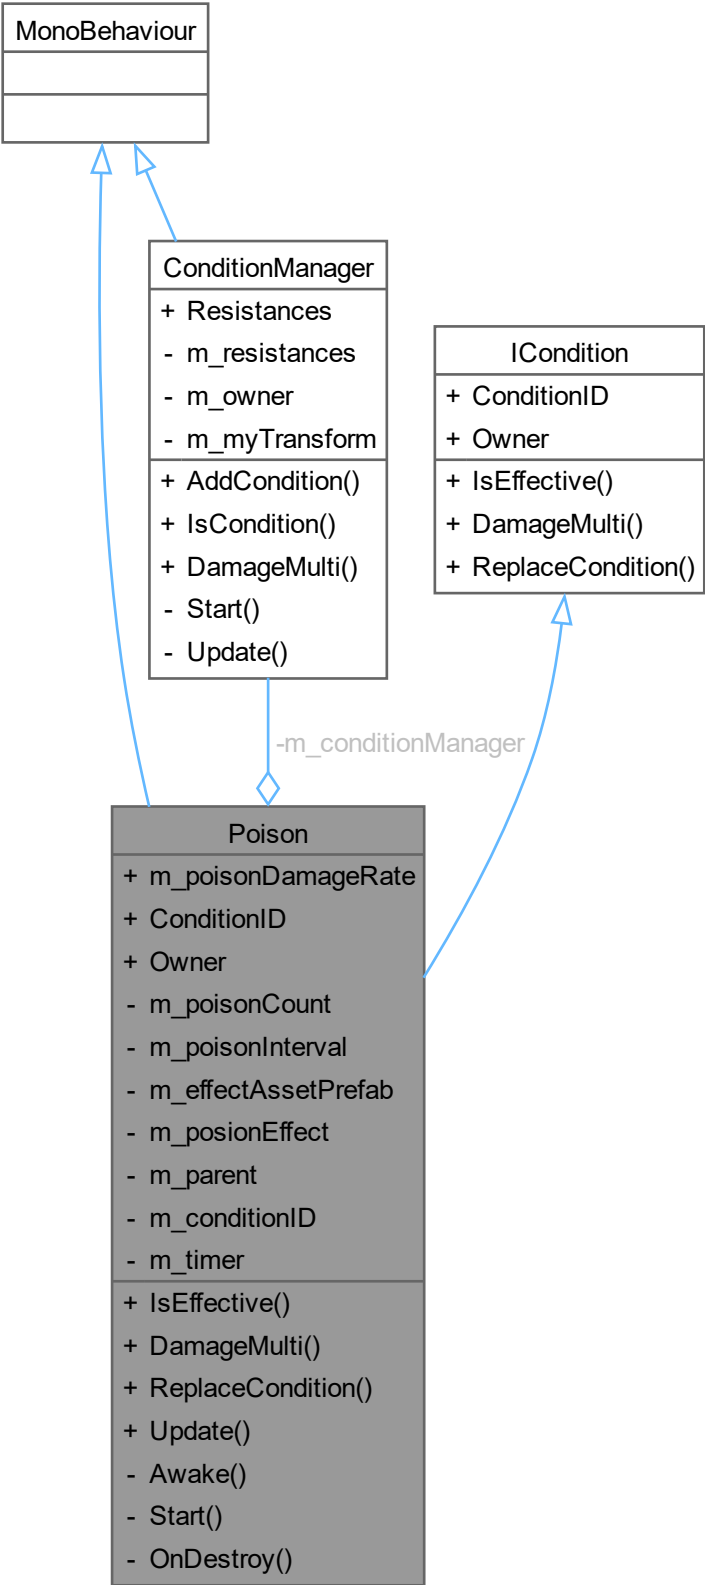 MonoBehaviour
ConditionManager
+ Resistances
- m_resistances
- m_owner
- m_myTransform
+ AddCondition()
+ IsCondition()
+ DamageMulti()
- Start()
- Update()
ICondition
+ ConditionID
+ Owner
+ IsEffective()
+ DamageMulti()
+ ReplaceCondition()
-m_conditionManager
Poison
+ m_poisonDamageRate
+ ConditionID
+ Owner
- m_poisonCount
- m_poisonInterval
- m_effectAssetPrefab
- m_posionEffect
- m_parent
- m_conditionID
- m_timer
+ IsEffective()
+ DamageMulti()
+ ReplaceCondition()
+ Update()
- Awake()
- Start()
- OnDestroy()